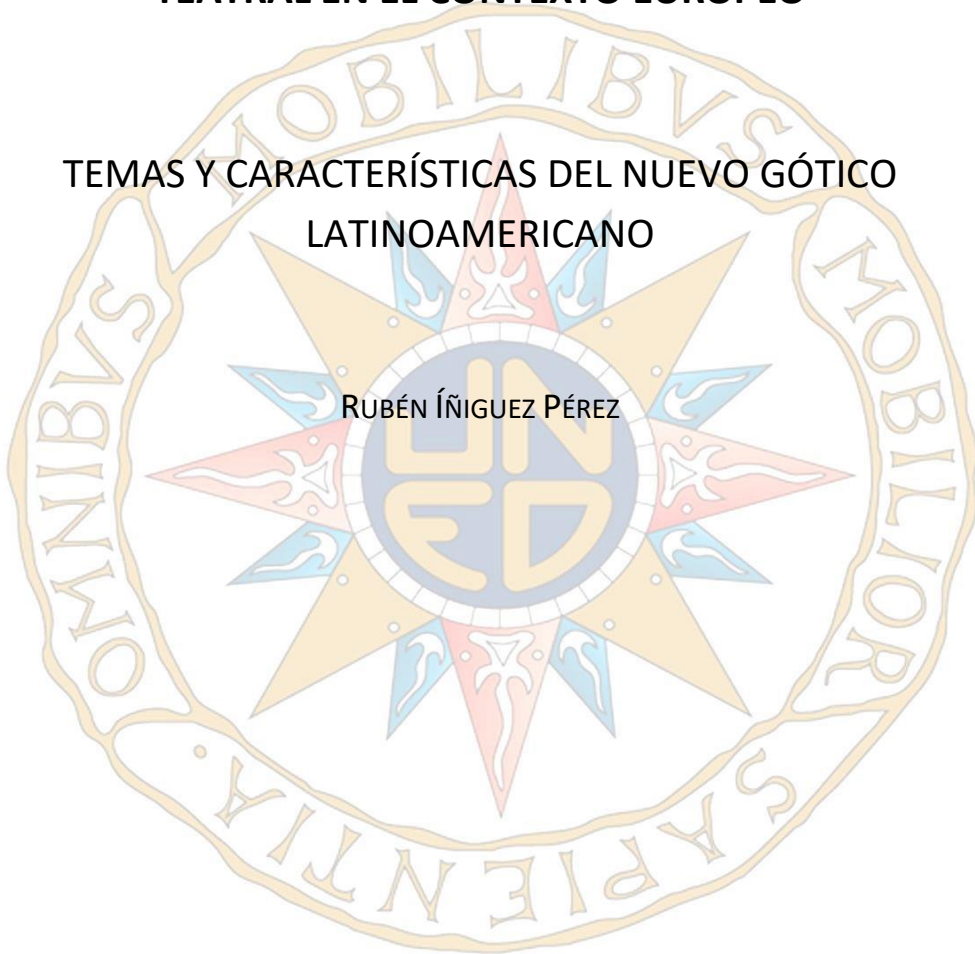 TEATRAL EN EL CONTEXTO EUROPEO
TEMAS Y CARACTERÍSTICAS DEL NUEVO GÓTICO
LATINOAMERICANO
RUBÉN ÍÑIGUEZ PÉREZ
UNED
OMNIBVS MOBILIBVS MOBILIOR SAPIENTIA